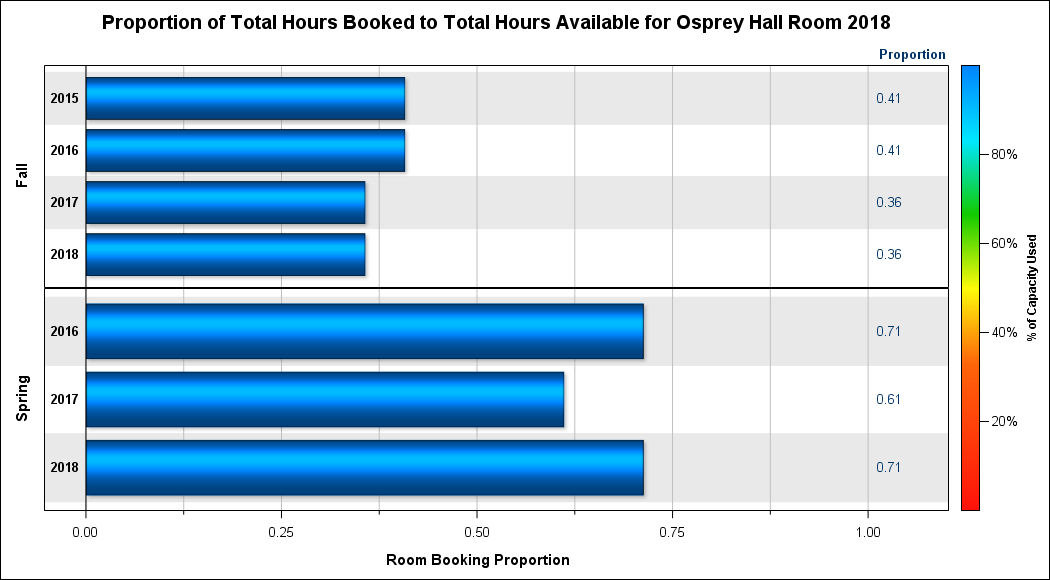 Proportion of Total Hours Booked to Total Hours Available for Osprey Hall Room 2018
Proportion
Fall
2015 0.41
2016 0.41
2017 0.36
2018 0.36
Spring
2016 0.71
2017 0.61
2018 0.71
0.00 0.25 0.50 0.75 1.00
Room Booking Proportion
80%
60%
40%
20%
% of Capacity Used